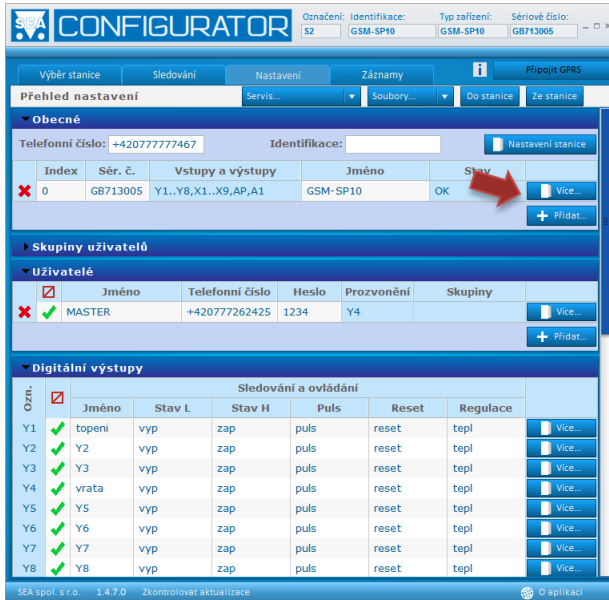 SEA CONFIGURATOR
Označení: Identifikace: Typ zařízení: Sériové číslo:
S2 GSM-SP10 GSM-SP10 GB713005
Výběr stanice Sledování Nastavení Záznamy i Připojit GPRS
Přehled nastavení Servis... Soubory... Do stanice Ze stanice
Obecné
Telefonní číslo: +420777777467 Identifikace: Nastavení stanice
Index Sér. č. Vstupy a výstupy Jméno Stav
0 GB713005 Y1..Y8,X1..X9,AP,A1 GSM-SP10 OK Více...
+ Přidat...
Skupiny uživatelů
Uživatelé
Jméno Telefonní číslo Heslo Prozvonění Skupiny
MASTER +420777262425 1234 Y4 Více...
+ Přidat...
Digitální výstupy
Ozn. Sledování a ovládání
Jméno Stav L Stav H Puls Reset Regulace
Y1 topeni vyp zap puls reset tepl Více...
Y2 Y2 vyp zap puls reset tepl Více...
Y3 Y3 vyp zap puls reset tepl Více...
Y4 vrata vyp zap puls reset tepl Více...
Y5 Y5 vyp zap puls reset tepl Více...
Y6 Y6 vyp zap puls reset tepl Více...
Y7 Y7 vyp zap puls reset tepl Více...
Y8 Y8 vyp zap puls reset tepl Více...
SEA spol. s r.o. 1.4.7.0 Zkontrolovat aktualizace O aplikaci